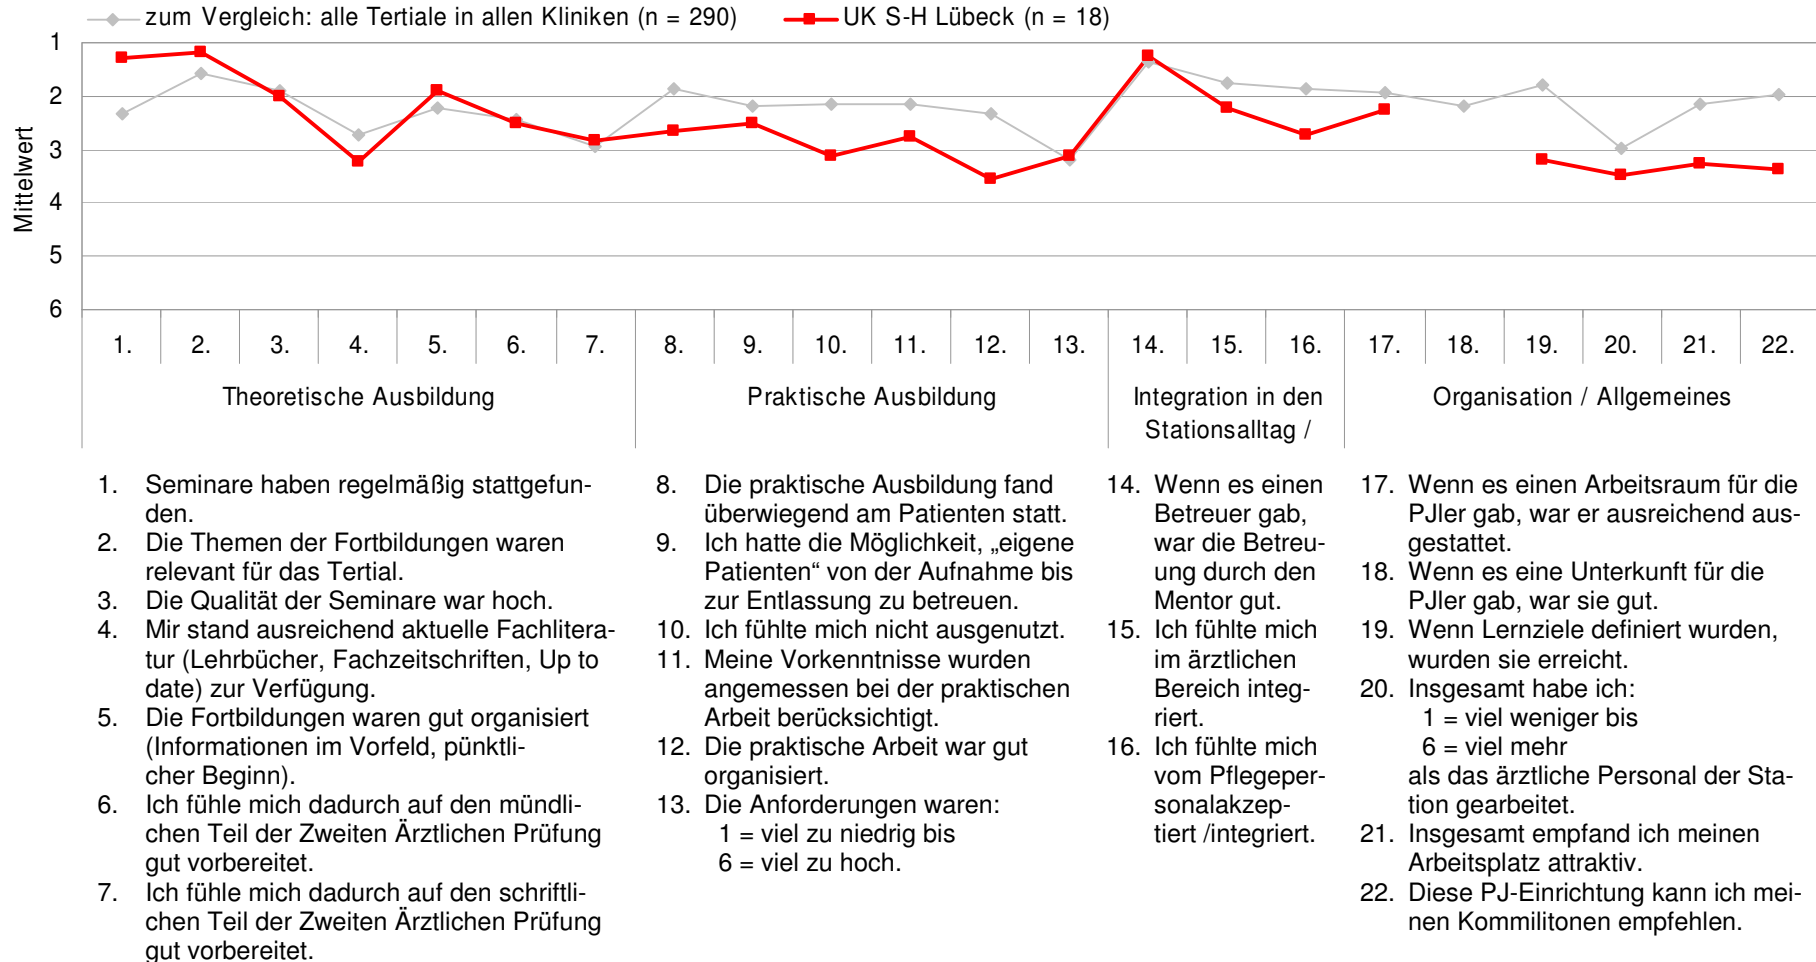 zum Vergleich: alle Tertiale in allen Kliniken (n = 290)
UK S-H Lübeck (n = 18)
Mittelwert
1
2
3
4
5
6
1. 2. 3. 4. 5. 6. 7. 8. 9. 10. 11. 12. 13. 14. 15. 16. 17. 18. 19. 20. 21. 22.
Theoretische Ausbildung
Praktische Ausbildung
Integration in den
Stationsalltag /
Organisation / Allgemeines
1. Seminare haben regelmäßig stattgefun-
den.
2. Die Themen der Fortbildungen waren
relevant für das Tertial.
3. Die Qualität der Seminare war hoch.
4. Mir stand ausreichend aktuelle Fachlitera-
tur (Lehrbücher, Fachzeitschriften, Up to
date) zur Verfügung.
5. Die Fortbildungen waren gut organisiert
(Informationen im Vorfeld, pünktli-
cher Beginn).
6. Ich fühle mich dadurch auf den mündli-
chen Teil der Zweiten Ärztlichen Prüfung
gut vorbereitet.
7. Ich fühle mich dadurch auf den schriftli-
chen Teil der Zweiten Ärztlichen Prüfung
gut vorbereitet.
8. Die praktische Ausbildung fand
überwiegend am Patienten statt.
9. Ich hatte die Möglichkeit, „eigene
Patienten“ von der Aufnahme bis
zur Entlassung zu betreuen.
10. Ich fühlte mich nicht ausgenutzt.
11. Meine Vorkenntnisse wurden
angemessen bei der praktischen
Arbeit berücksichtigt.
12. Die praktische Arbeit war gut
organisiert.
13. Die Anforderungen waren:
1 = viel zu niedrig bis
6 = viel zu hoch.
14. Wenn es einen
Betreuer gab,
war die Betreu-
ung durch den
Mentor gut.
15. Ich fühlte mich
im ärztlichen
Bereich integ-
riert.
16. Ich fühlte mich
vom Pflegeper-
sonalakzep-
tiert /integriert.
17. Wenn es einen Arbeitsraum für die
PJler gab, war er ausreichend aus-
gestattet.
18. Wenn es eine Unterkunft für die
PJler gab, war sie gut.
19. Wenn Lernziele definiert wurden,
wurden sie erreicht.
20. Insgesamt habe ich:
1 = viel weniger bis
6 = viel mehr
als das ärztliche Personal der Sta-
tion gearbeitet.
21. Insgesamt empfand ich meinen
Arbeitsplatz attraktiv.
22. Diese PJ-Einrichtung kann ich mei-
nen Kommilitonen empfehlen.